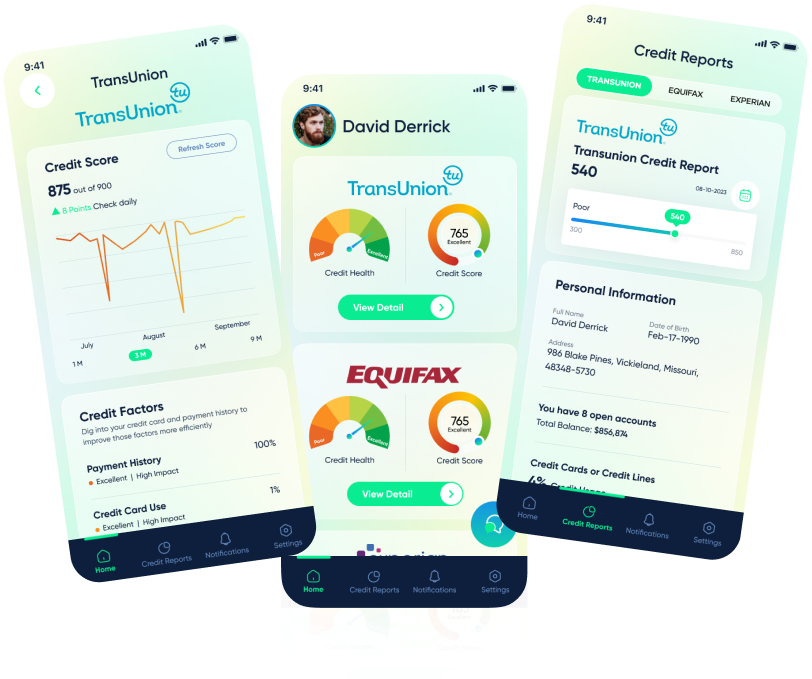 9:41
TransUnion
TransUnion
tu
Credit Score
Refresh Score
875 out of 900
8 Points Check daily
July
August
September
1 M
3 M
6 M
9 M
Credit Factors
Dig into your credit card and payment history to
improve those factors more efficiently
Payment History
100%
Excellent | High Impact
Credit Card Use
1%
Excellent | High Impact
Home
Credit Reports
Notifications
Settings
9:41
David Derrick
TransUnion
tu
Poor
Excellent
765
Excellent
Credit Health
Credit Score
View Detail
EQUIFAX
Poor
Excellent
765
Excellent
Credit Health
Credit Score
View Detail
Home
Credit Reports
Notifications
Settings
9:41
Credit Reports
TRANSUNION
EQUIFAX
EXPERIAN
TransUnion
tu
Transunion Credit Report
540
08-10-2023
Poor
540
300
850
Personal Information
Full Name
Date of Birth
David Derrick
Feb-17-1990
Address
986 Blake Pines, Vickieland, Missouri,
48348-5730
You have 8 open accounts
Total Balance: $856,874
Credit Cards or Credit Lines
4% Credit Usage
Home
Credit Reports
Notifications
Settings